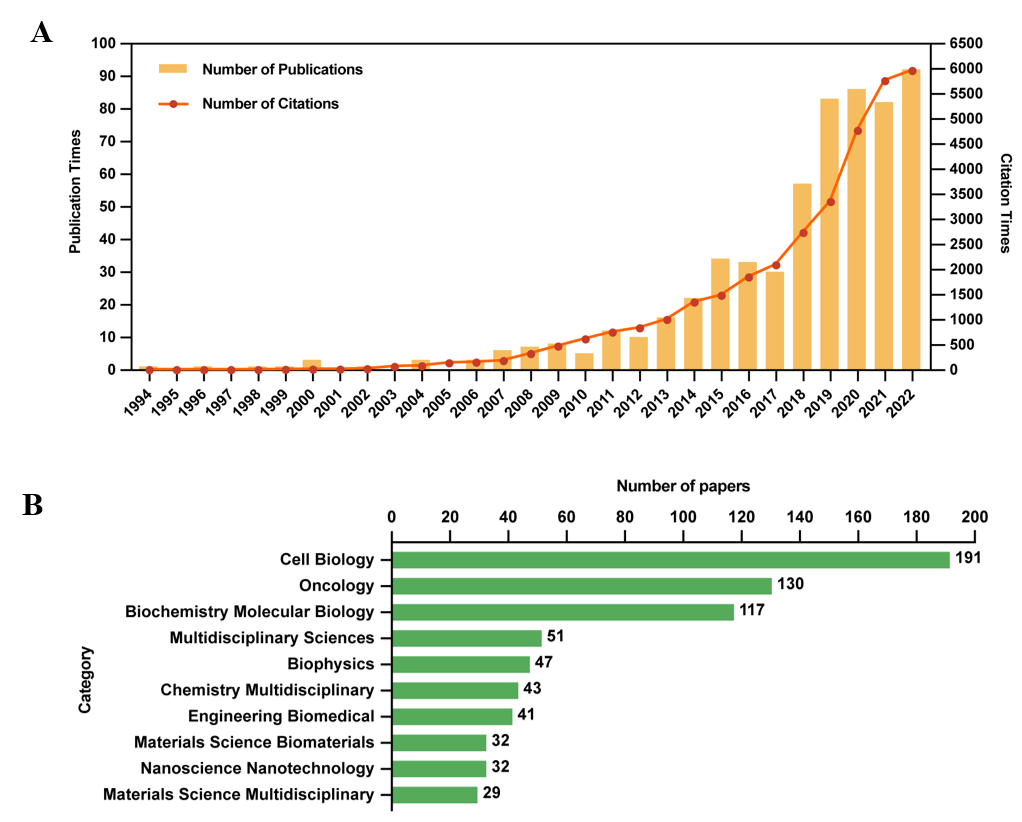 A
Number of Publications
Number of Citations
Publication Times
100
90
80
70
60
50
40
30
20
10
0
Citation Times
6500
6000
5500
5000
4500
4000
3500
3000
2500
2000
1500
1000
500
0
1994 1995 1996 1997 1998 1999 2000 2001 2002 2003 2004 2005 2006 2007 2008 2009 2010 2011 2012 2013 2014 2015 2016 2017 2018 2019 2020 2021 2022
B
Number of papers
0 20 40 60 80 100 120 140 160 180 200
Category
Cell Biology 191
Oncology 130
Biochemistry Molecular Biology 117
Multidisciplinary Sciences 51
Biophysics 47
Chemistry Multidisciplinary 43
Engineering Biomedical 41
Materials Science Biomaterials 32
Nanoscience Nanotechnology 32
Materials Science Multidisciplinary 29